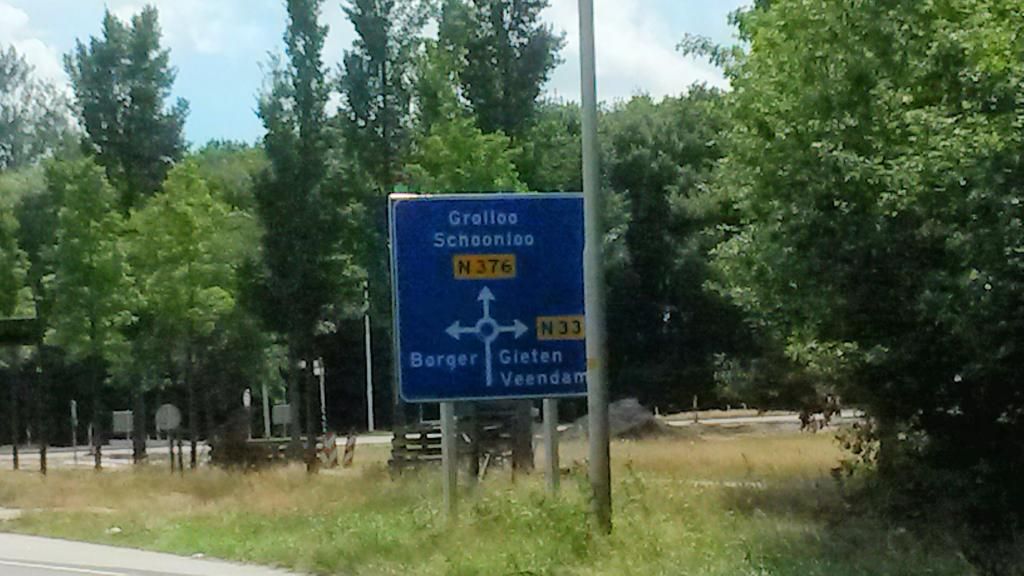 Grolloo
Schoonloo
N 376
N 33
Borger
Gieten
Veendam